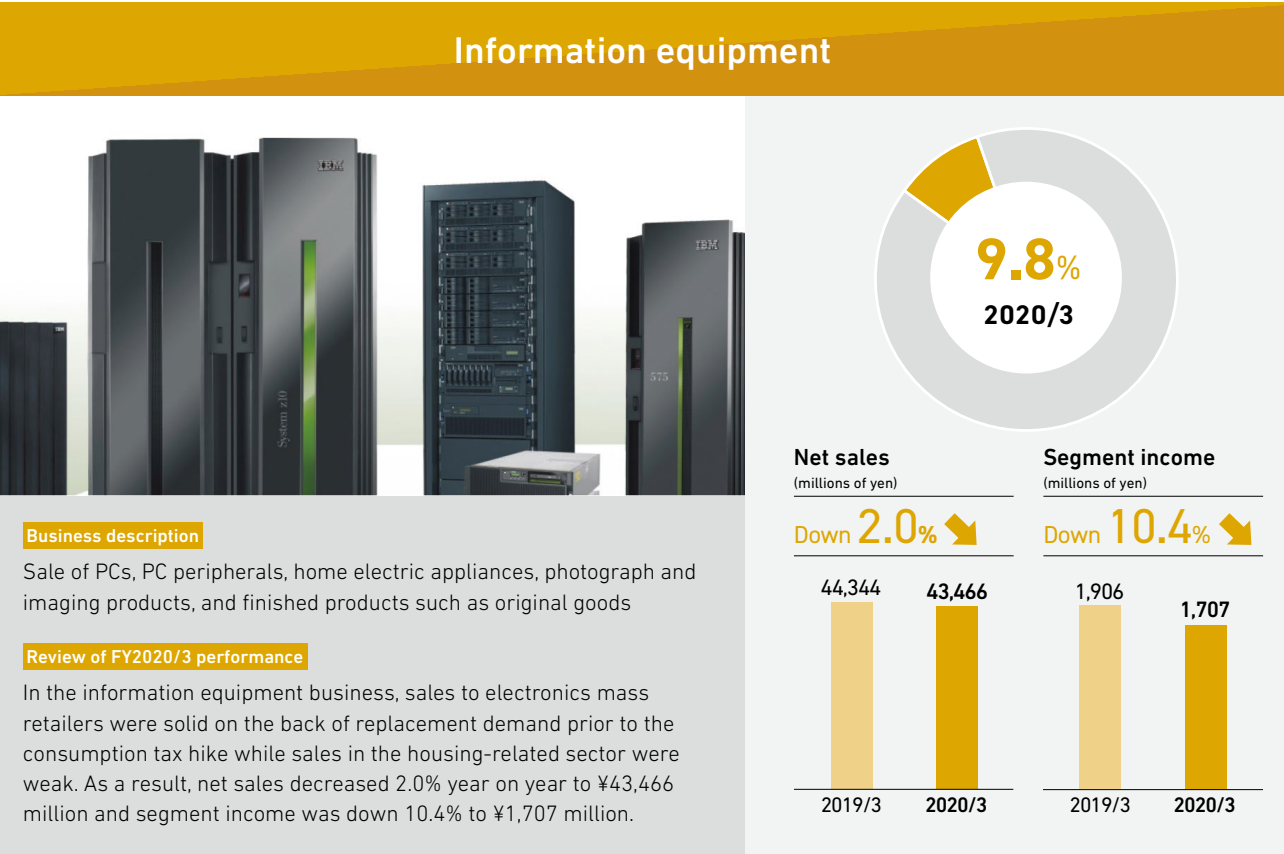 Information equipment
IBM
IBM
IBM
System z10
575
9.8%
2020/3
Net sales
(millions of yen)
Down 2.0%
44,344
43,466
2019/3
2020/3
Segment income
(millions of yen)
Down 10.4%
1,906
1,707
2019/3
2020/3
Business description
Sale of PCs, PC peripherals, home electric appliances, photograph and
imaging products, and finished products such as original goods
Review of FY2020/3 performance
In the information equipment business, sales to electronics mass
retailers were solid on the back of replacement demand prior to the
consumption tax hike while sales in the housing-related sector were
weak. As a result, net sales decreased 2.0% year on year to ¥43,466
million and segment income was down 10.4% to ¥1,707 million.